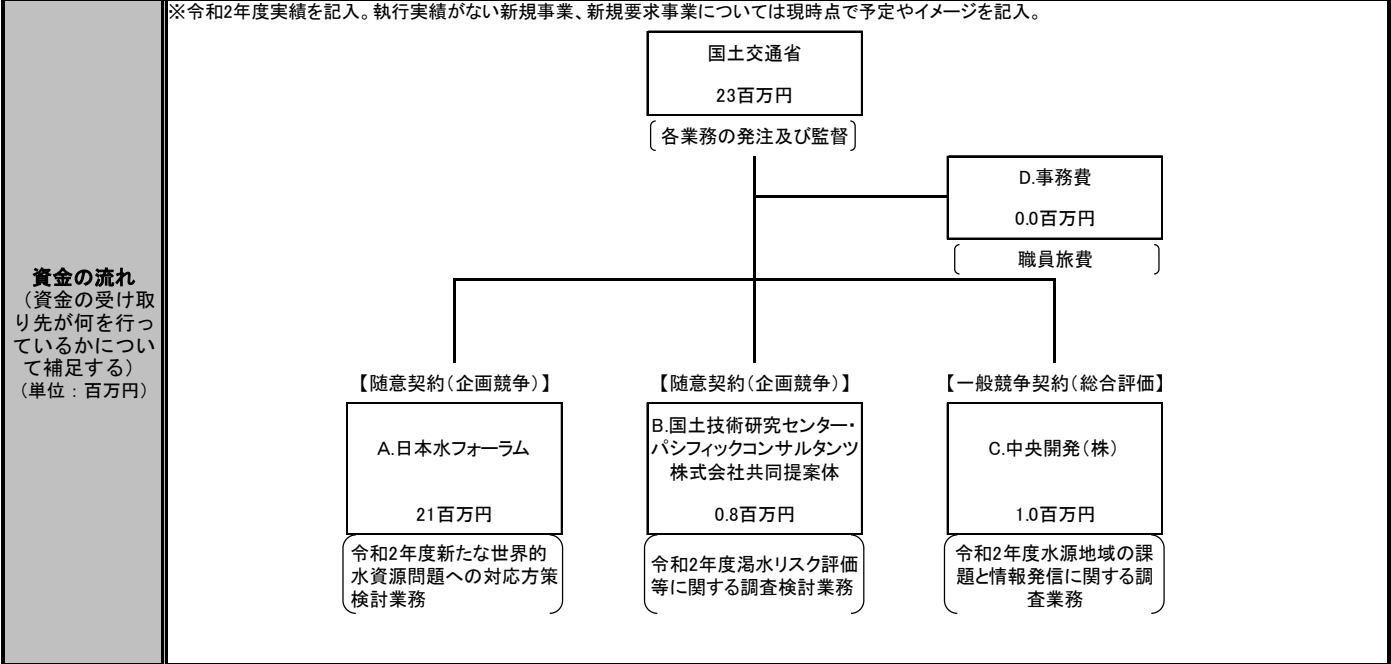 ※令和2年度実績を記入。執行実績がない新規事業、新規要求事業については現時点で予定やイメージを記入。
資金の流れ
（資金の受け取
り先が何を行っ
ているかについ
て補足する）
（単位：百万円）
国土交通省
23百万円
各業務の発注及び監督
D.事務費
0.0百万円
職員旅費
【随意契約（企画競争）】
A.日本水フォーラム
21百万円
令和2年度新たな世界的
水資源問題への対応方策
検討業務
【随意契約（企画競争）】
B.国土技術研究センター・
パシフィックコンサルタンツ
株式会社共同提案体
0.8百万円
令和2年度渇水リスク評価
等に関する調査検討業務
【一般競争契約（総合評価】
C.中央開発（株）
1.0百万円
令和2年度水源地域の課
題と情報発信に関する調
査業務